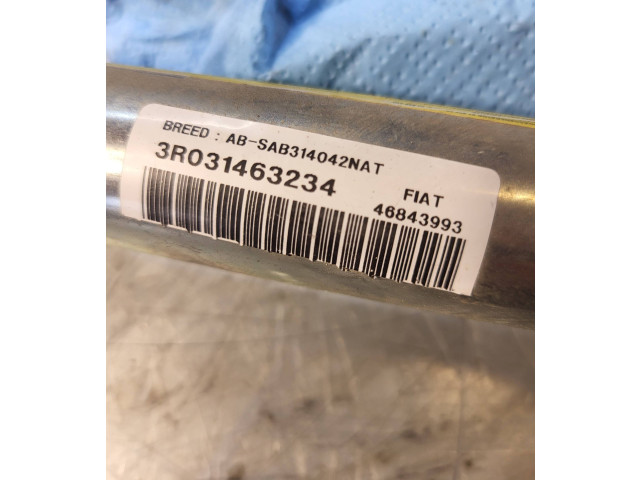 BREED : AB-SAB314042NAT
3R031463234
FIAT
46843993